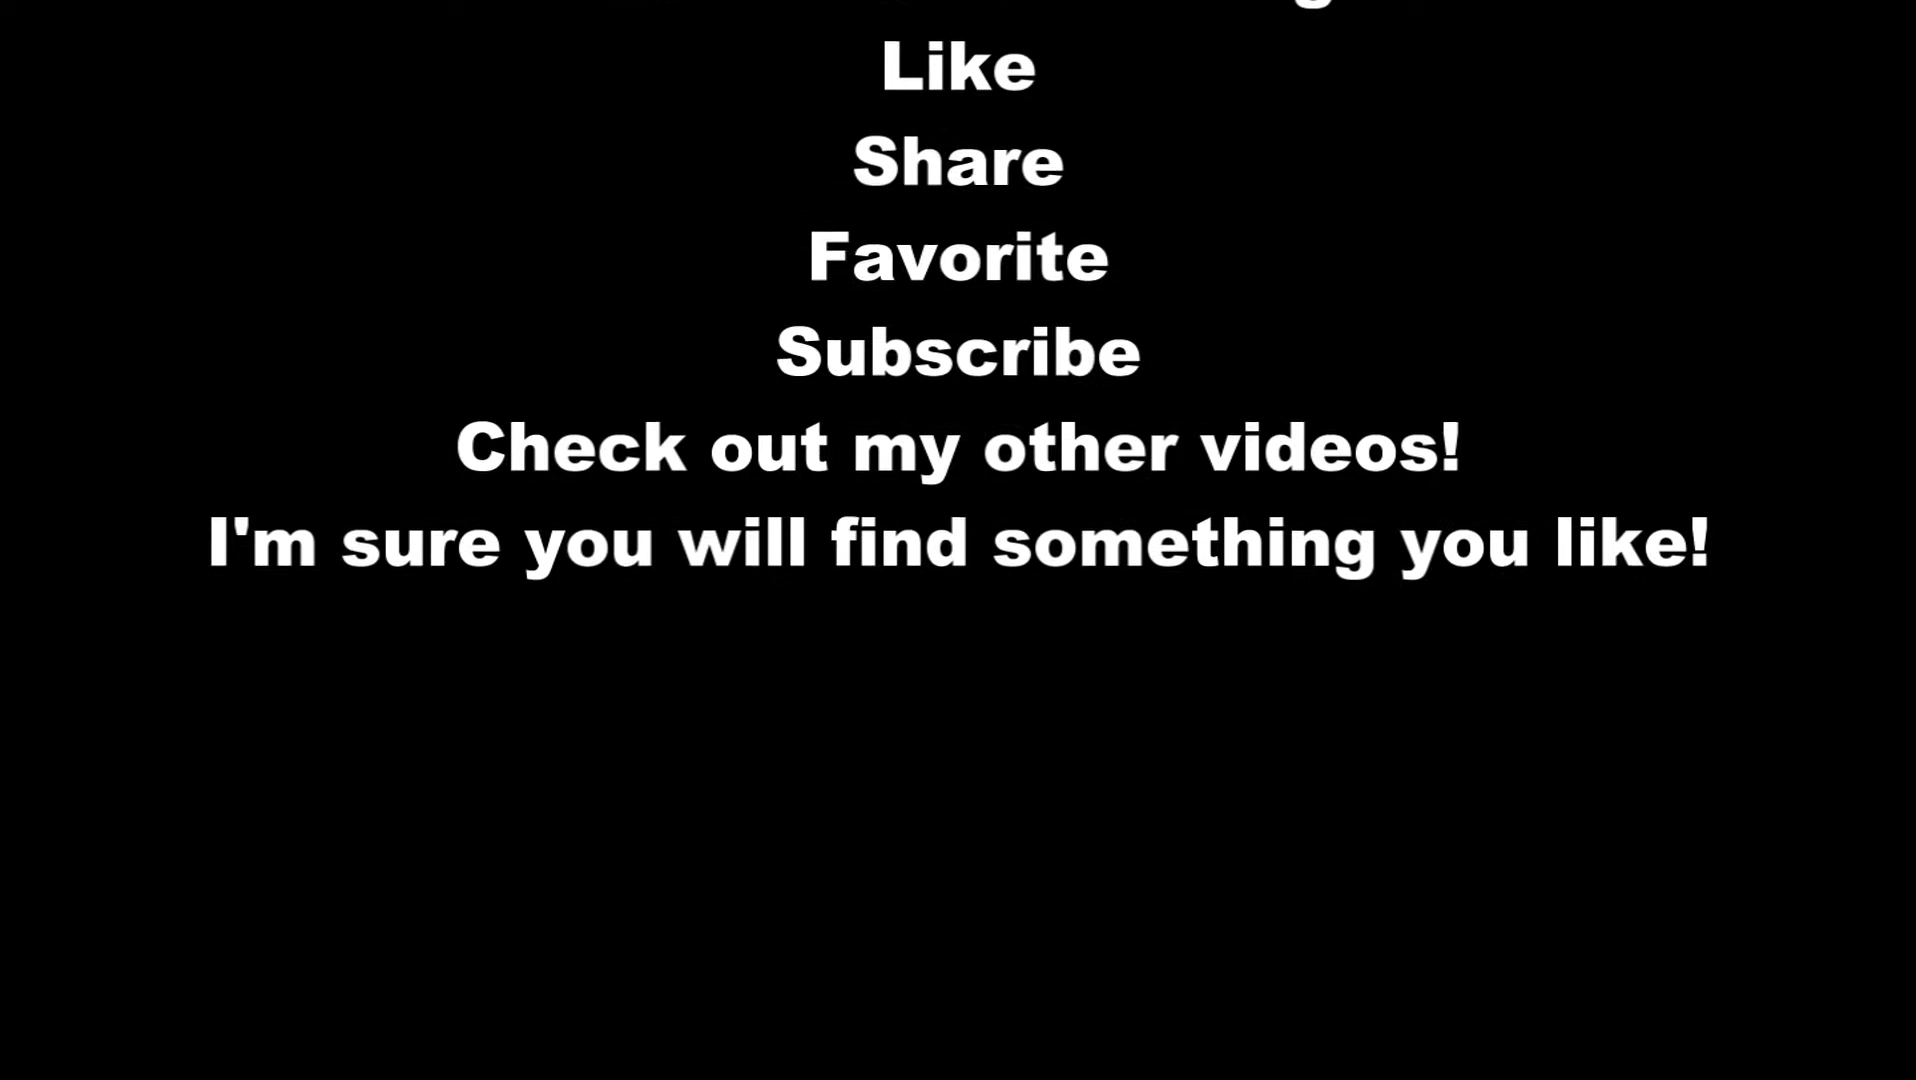 Like
Share
Favorite
Subscribe
Check out my other videos!
I'm sure you will find something you like!